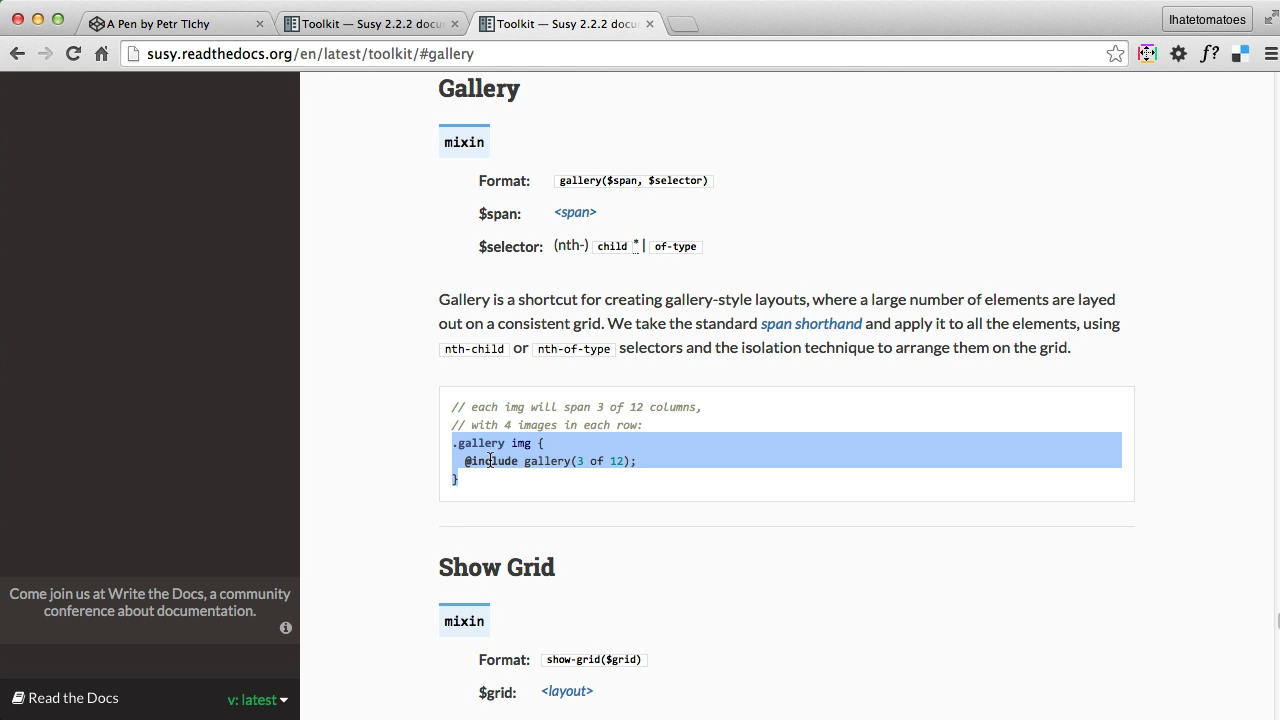 A Pen by Petr TIchy
Toolkit — Susy 2.2.2 docu
Toolkit — Susy 2.2.2 docu
Ihatetomatoes
susy.readthedocs.org/en/latest/toolkit/#gallery
f?
Gallery
mixin
Format: gallery($span, $selector)
$span: <span>
$selector: (nth-) child * | of-type
Gallery is a shortcut for creating gallery-style layouts, where a large number of elements are layed
out on a consistent grid. We take the standard span shorthand and apply it to all the elements, using
nth-child or nth-of-type selectors and the isolation technique to arrange them on the grid.
// each img will span 3 of 12 columns,
// with 4 images in each row:
.gallery img {
@include gallery(3 of 12);
}
Show Grid
mixin
Format: show-grid($grid)
$grid: <layout>
Come join us at Write the Docs, a community
conference about documentation.
Read the Docs
v: latest